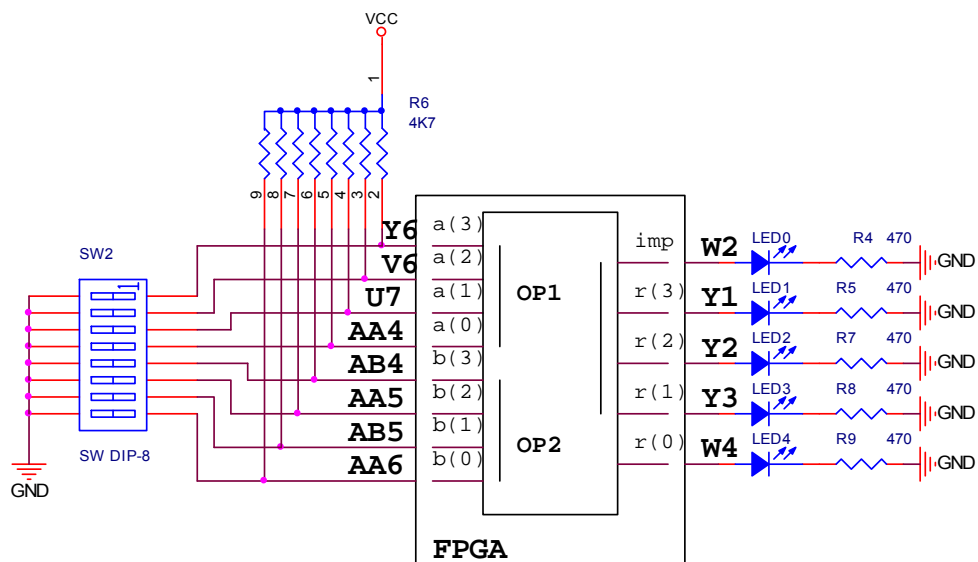 VCC
1
R6
4K7
9 8 7 6 5 4 3 2
SW2
1
SW DIP-8
GND
Y6
V6
U7
AA4
AB4
AA5
AB5
AA6
a(3)
a(2)
a(1)
a(0)
b(3)
b(2)
b(1)
b(0)
OP1
OP2
FPGA
imp
r(3)
r(2)
r(1)
r(0)
W2 LED0 R4 470 GND
Y1 LED1 R5 470 GND
Y2 LED2 R7 470 GND
Y3 LED3 R8 470 GND
W4 LED4 R9 470 GND